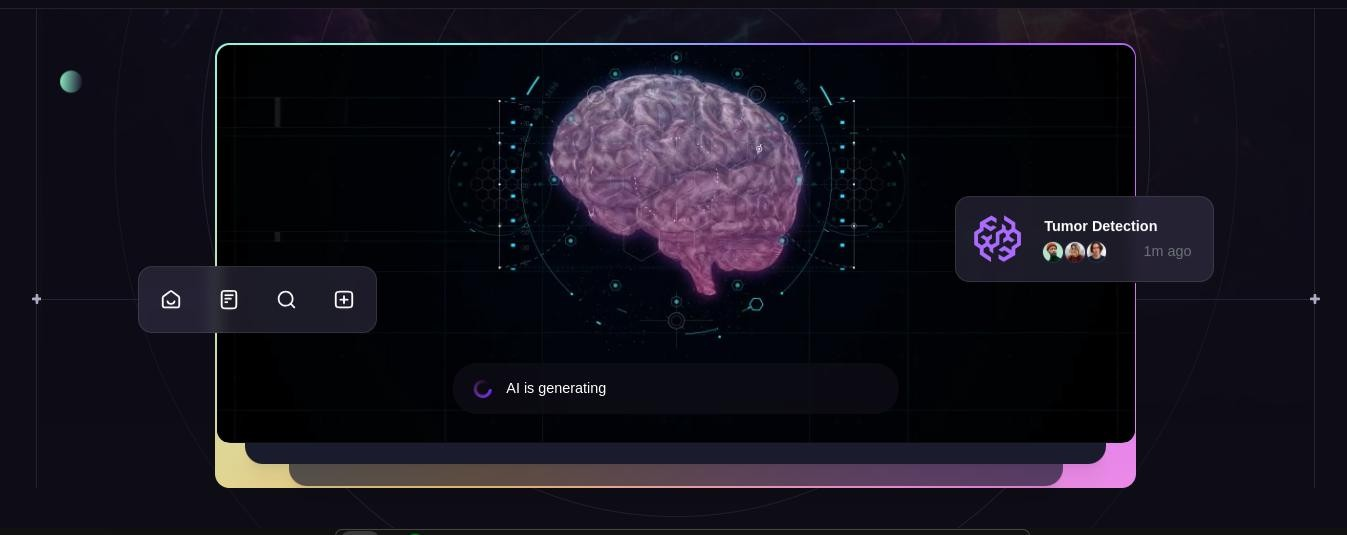 Tumor Detection
1m ago
AI is generating